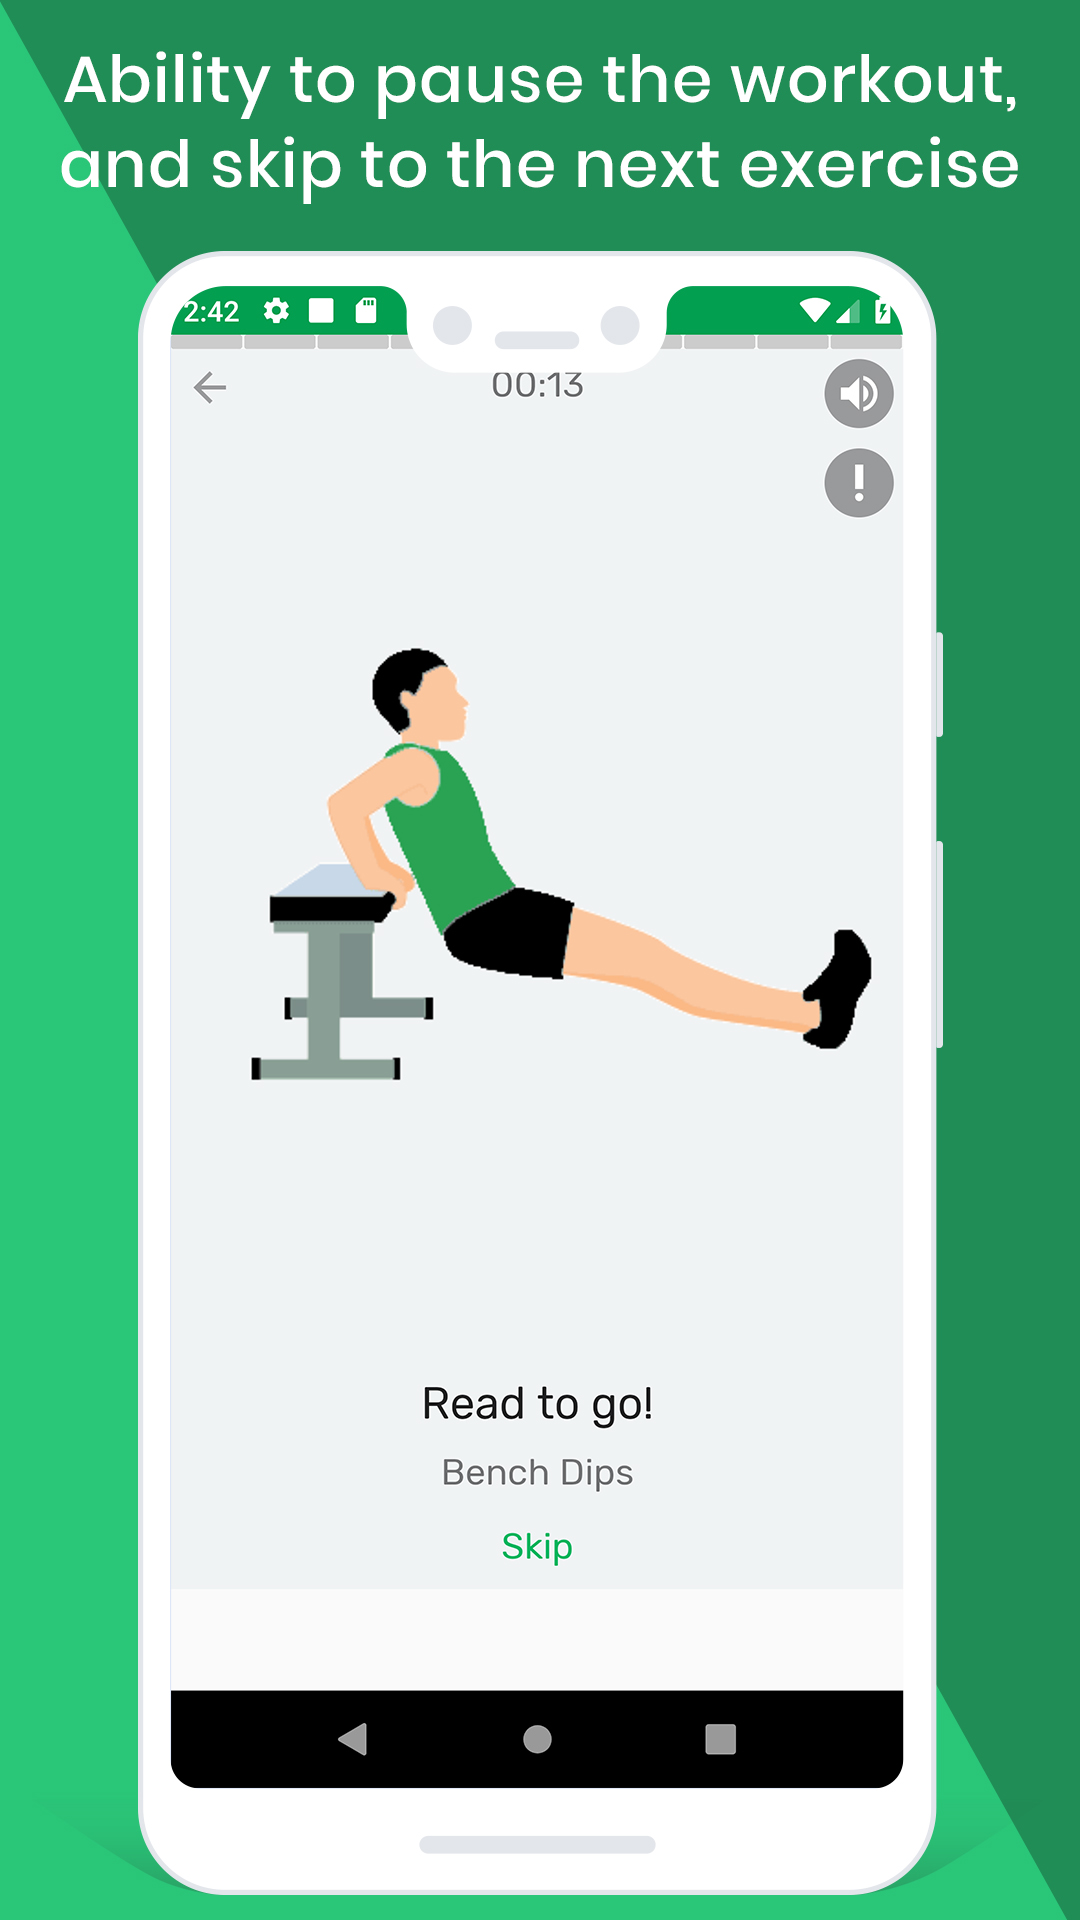 Ability to pause the workout,
and skip to the next exercise
2:42
00:13
Read to go!
Bench Dips
Skip